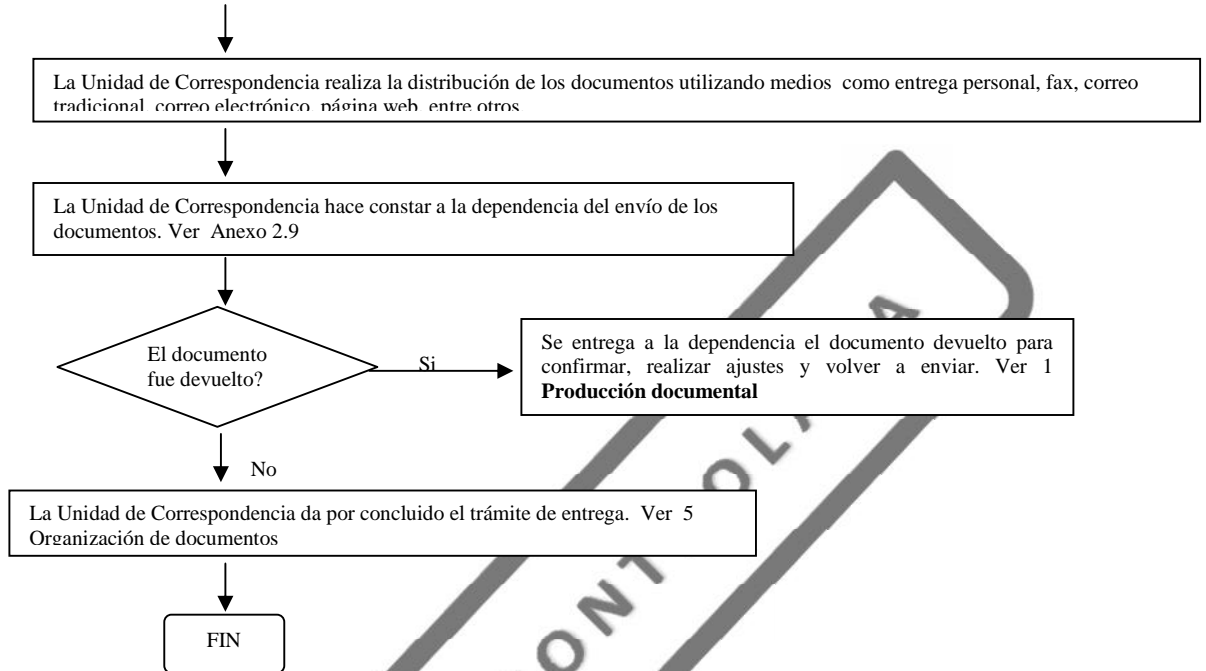 La Unidad de Correspondencia realiza la distribución de los documentos utilizando medios como entrega personal, fax, correo
tradicional, correo electrónico, página web, entre otros
La Unidad de Correspondencia hace constar a la dependencia del envío de los
documentos. Ver Anexo 2.9
El documento
fue devuelto?
Si
Se entrega a la dependencia el documento devuelto para
confirmar, realizar ajustes y volver a enviar. Ver 1
Producción documental
No
La Unidad de Correspondencia da por concluido el trámite de entrega. Ver 5
Organización de documentos
FIN